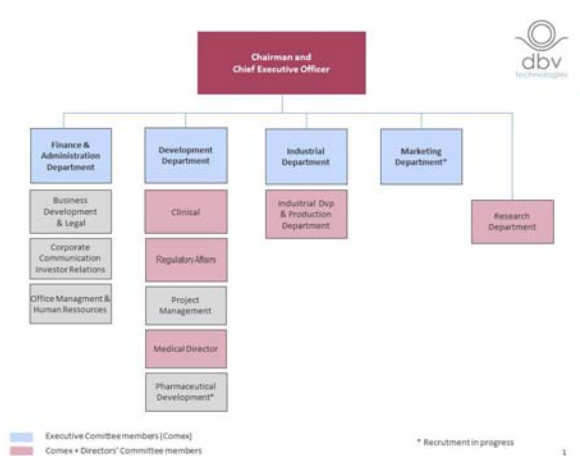 Chairman and
Chief Executive Officer
dbv
technologies
Finance &
Administration
Department
Development
Department
Industrial
Department
Marketing
Department*
Business
Development
& Legal
Clinical
Industrial Dvp
& Production
Department
Research
Department
Corporate
Communication
Investor Relations
Regulatory Affairs
Office Managment &
Human Ressources
Project
Management
Medical Director
Pharmaceutical
Development*
Executive Comittee members (Comex)
Comex + Directors' Committee members
* Recrutment in progress
1